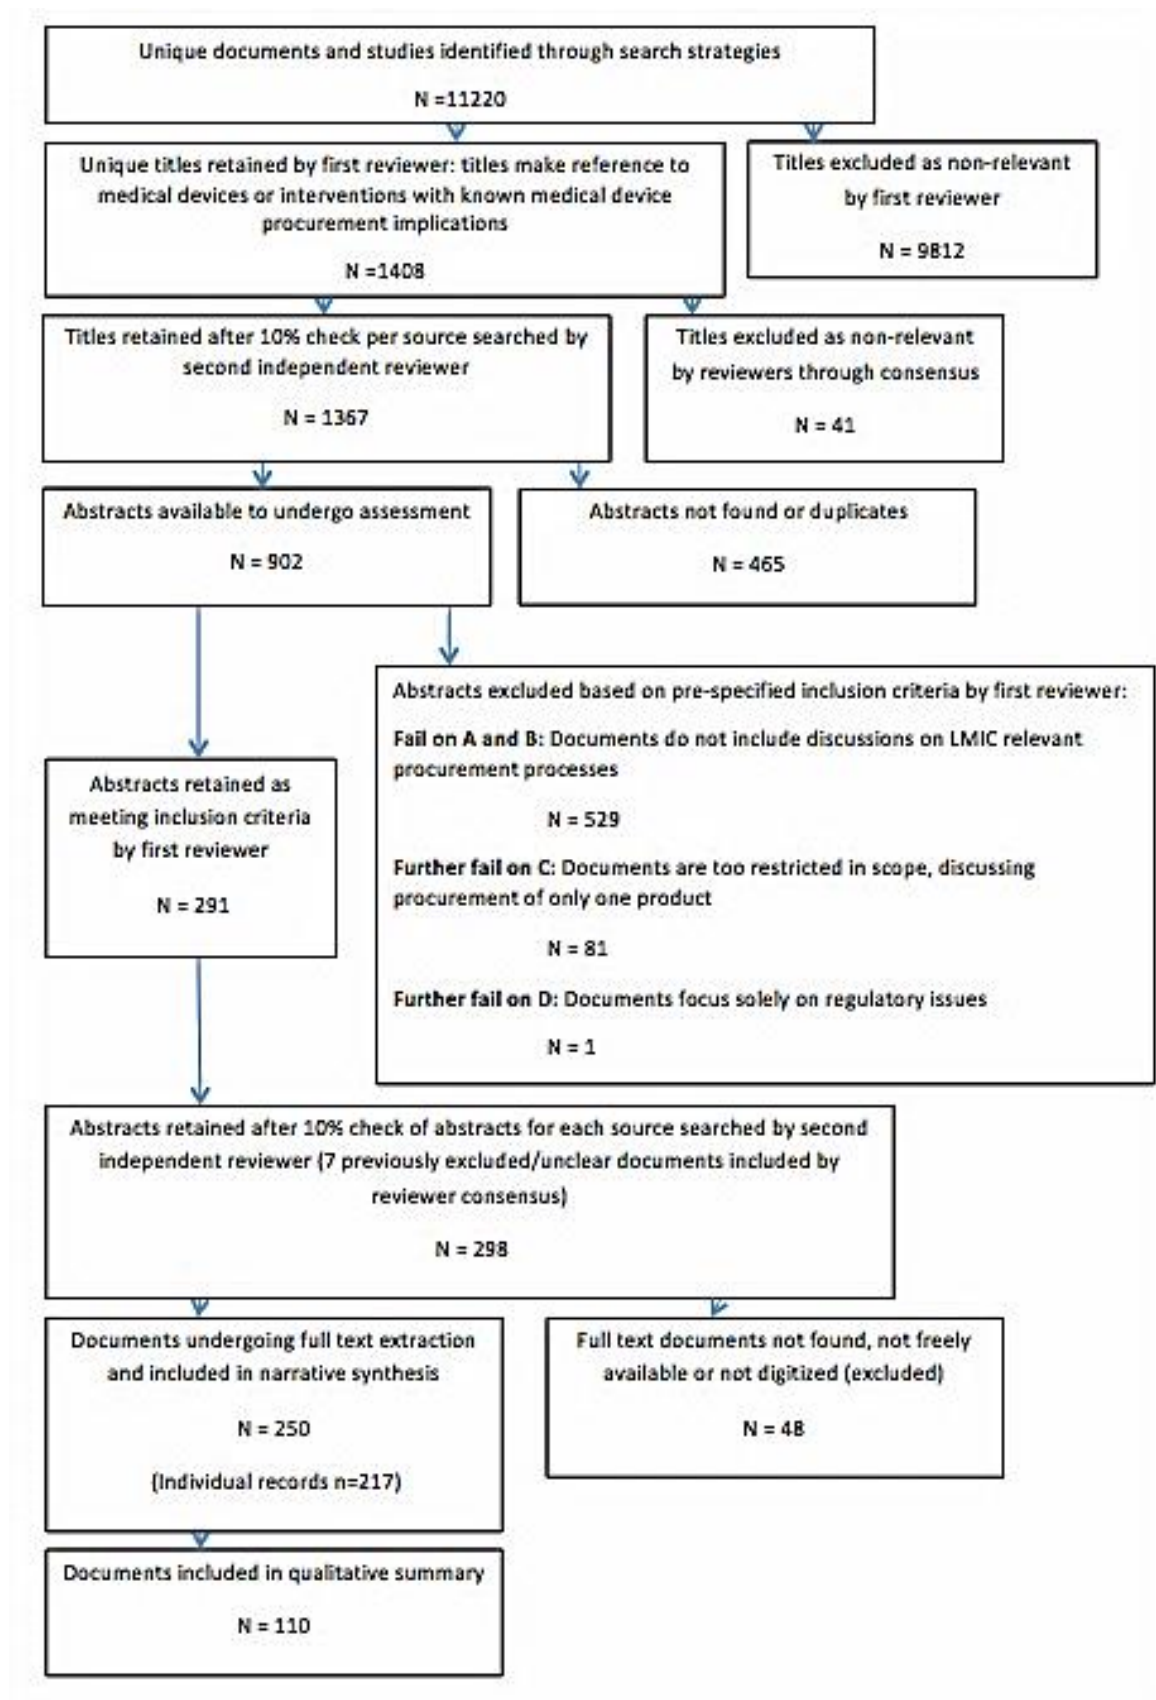 Unique documents and studies identified through search strategies
N =11220
Unique titles retained by first reviewer: titles make reference to
medical devices or interventions with known medical device
procurement implications
N =1408
Titles excluded as non-relevant
by first reviewer
N = 9812
Titles retained after 10% check per source searched by
second independent reviewer
N = 1367
Titles excluded as non-relevant
by reviewers through consensus
N = 41
Abstracts available to undergo assessment
N = 902
Abstracts not found or duplicates
N = 465
Abstracts excluded based on pre-specified inclusion criteria by first reviewer:
Fail on A and B: Documents do not include discussions on LMIC relevant
procurement processes
N = 529
Further fail on C: Documents are too restricted in scope, discussing
procurement of only one product
N = 81
Further fail on D: Documents focus solely on regulatory issues
N = 1
Abstracts retained as
meeting inclusion criteria
by first reviewer
N = 291
Abstracts retained after 10% check of abstracts for each source searched by second
independent reviewer (7 previously excluded/unclear documents included by
reviewer consensus)
N = 298
Documents undergoing full text extraction
and included in narrative synthesis
N = 250
(Individual records n=217)
Full text documents not found, not freely
available or not digitized (excluded)
N = 48
Documents included in qualitative summary
N = 110